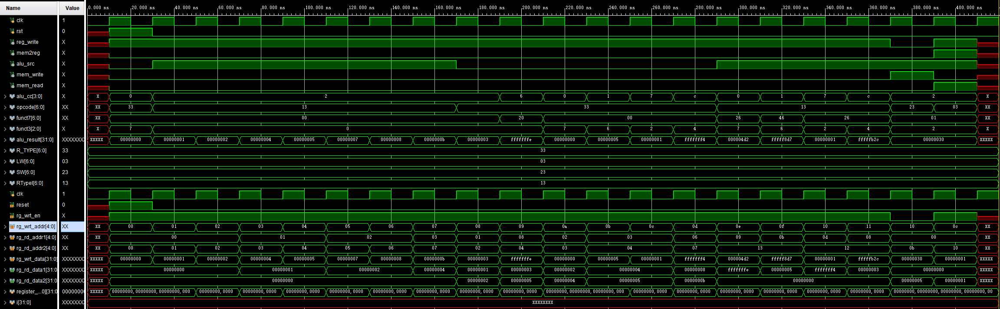 Name Value 0.000 ns 20.000 ns 40.000 ns 60.000 ns 80.000 ns 100.000 ns 120.000 ns 140.000 ns 160.000 ns 180.000 ns 200.000 ns 220.000 ns 240.000 ns 260.000 ns 280.000 ns 300.000 ns 320.000 ns 340.000 ns 360.000 ns 380.000 ns 400.000 ns
clk 1
rst 0
reg_write X
mem2reg X
alu_src X
mem_write X
mem_read X
alu_cc[3:0] X X 0 2 6 0 1 7 c 0 1 7 c 2 X
opcode[6:0] XX XX 33 13 33 13 23 03 XX
funct7[6:0] XX XX 00 20 00 26 46 26 01 XX
funct3[2:0] X X 7 0 7 6 2 4 7 6 2 4 2 X
alu_result[31:0] XXXXXXX XXXXX 00000000 00000001 00000002 00000004 00000005 00000007 00000008 0000000b 00000003 fffffffe 00000000 00000005 00000001 fffffff4 000004d2 fffff8d7 00000001 fffffb2c 00000030 XXXXX
R_TYPE[6:0] 33 33
LW[6:0] 03 03
SW[6:0] 23 23
RTypeI[6:0] 13 13
clk 1
reset 0
rg_wrt_en X
rg_wrt_addr[4:0] XX XX 00 01 02 03 04 05 06 07 08 09 0a 0b 0c 0d 0e 0f 10 11 10 0c XX
rg_rd_addr1[4:0] XX XX 00 01 02 03 01 08 02 03 06 09 0b 0d 08 00 XX
rg_rd_addr2[4:0] XX XX 00 01 02 03 04 05 06 07 02 04 03 04 07 13 12 0b 10 XX
rg_wrt_data[31:0] XXXXXXX XXXXX 00000000 00000001 00000002 00000004 00000005 00000007 00000008 0000000b 00000003 fffffffe 00000000 00000005 00000001 fffffff4 000004d2 fffff8d7 00000001 fffffb2c 00000030 00000001 XXXXX
rg_rd_data1[31:0 XXXXXXX XXXXX 00000000 00000001 00000002 00000004 00000001 00000003 00000002 00000004 00000008 fffffffe 00000005 fffffff4 00000003 00000000 XXXXX
rg_rd_data2[31:0 XXXXXXX XXXXX 00000000 00000002 00000005 00000004 00000005 0000000b 00000000 00000005 00000001 XXXXX
register_...0][31:0 00000000 XXXXX 00000000,00000000,000 00000000,000 00000000,000 00000000,000 00000000,000 00000000,000 00000000,000 00000000,000 00000000,000 00000000,00000000,00000000,000 00000000,000 00000000,000 00000000,000 00000000,000 00000000,000 00000000,00000000,00000000,00000000,00 XXXXX
i[31:0] XXXXXXX XXXXXXXX